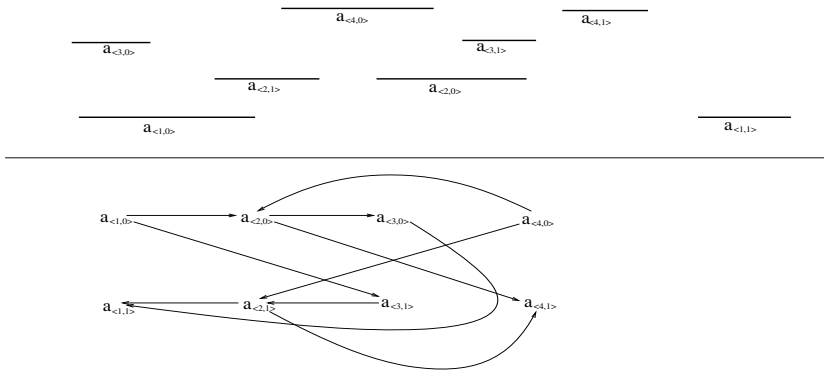 a<4,0> a<4,1>
a<3,0> a<3,1>
a<2,1> a<2,0>
a<1,0> a<1,1>
a<1,0> a<2,0> a<3,0> a<4,0>
a<1,1> a<2,1> a<3,1> a<4,1>